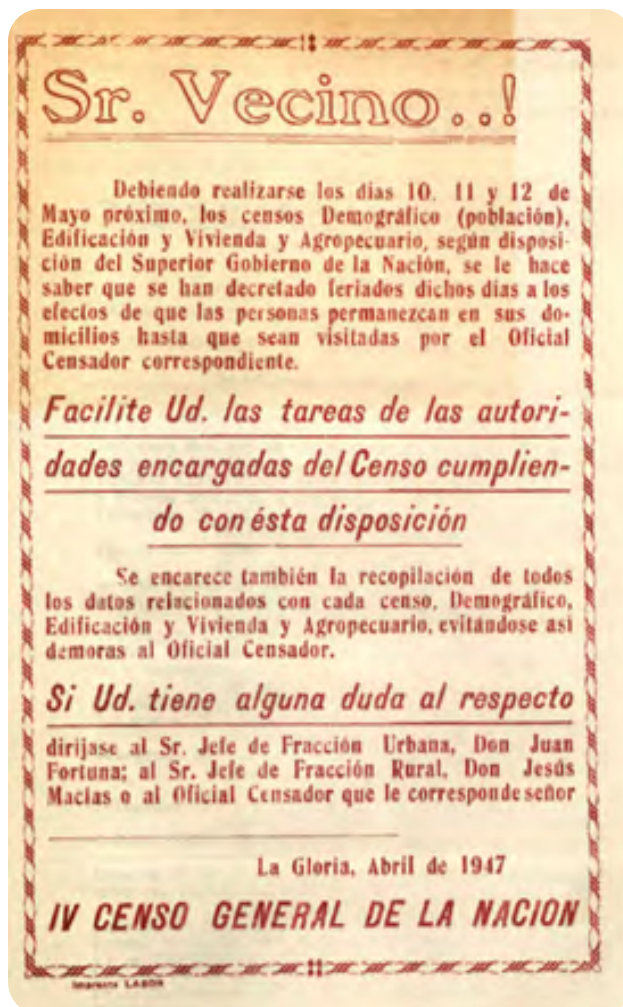 Sr. Vecino..!
Debiendo realizarse los dias 10. 11 y 12 de
Mayo próximo, los censos Demográfico (población),
Edificación y Vivienda y Agropecuario, según disposi-
ción del Superior Gobierno de la Nación, se le hace
saber que se han decretado feriados dichos dias a los
efectos de que las personas permanezcan en sus do-
micilios hasta que sean visitadas por el Oficial
Censador correspondiente.
Facilite Ud. las tareas de las autori-
dades encargadas del Censo cumplien-
do con ésta disposición
Se encarece también la recopilación de todos
los datos relacionados con cada censo, Demográfico,
Edificación y Vivienda y Agropecuario, evitándose asi
demoras al Oficial Censador.
Si Ud. tiene alguna duda al respecto
dirijase al Sr. Jefe de Fracción Urbana, Don Juan
Fortuna; al Sr. Jefe de Fracción Rural, Don Jesús
Macias o al Oficial Censador que le corresponde señor
La Gloria, Abril de 1947
IV CENSO GENERAL DE LA NACION
Imprenta LABOR